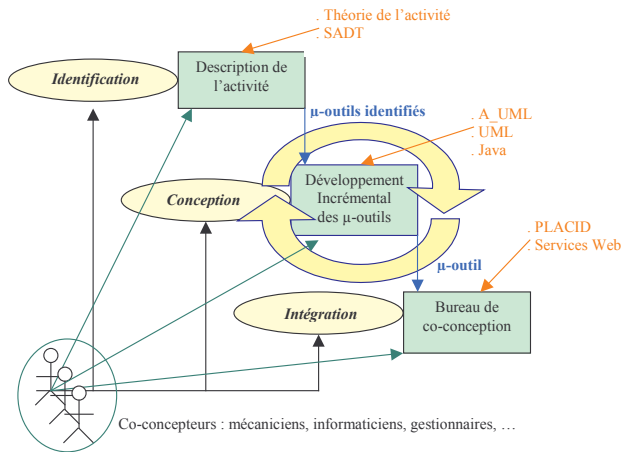 . Théorie de l'activité
. SADT
Identification
Description de
l'activité
µ-outils identifiés
. A_UML
. UML
. Java
Conception
Développement
Incrémental
des µ-outils
. PLACID
. Services Web
µ-outil
Intégration
Bureau de
co-conception
Co-concepteurs : mécaniciens, informaticiens, gestionnaires, …